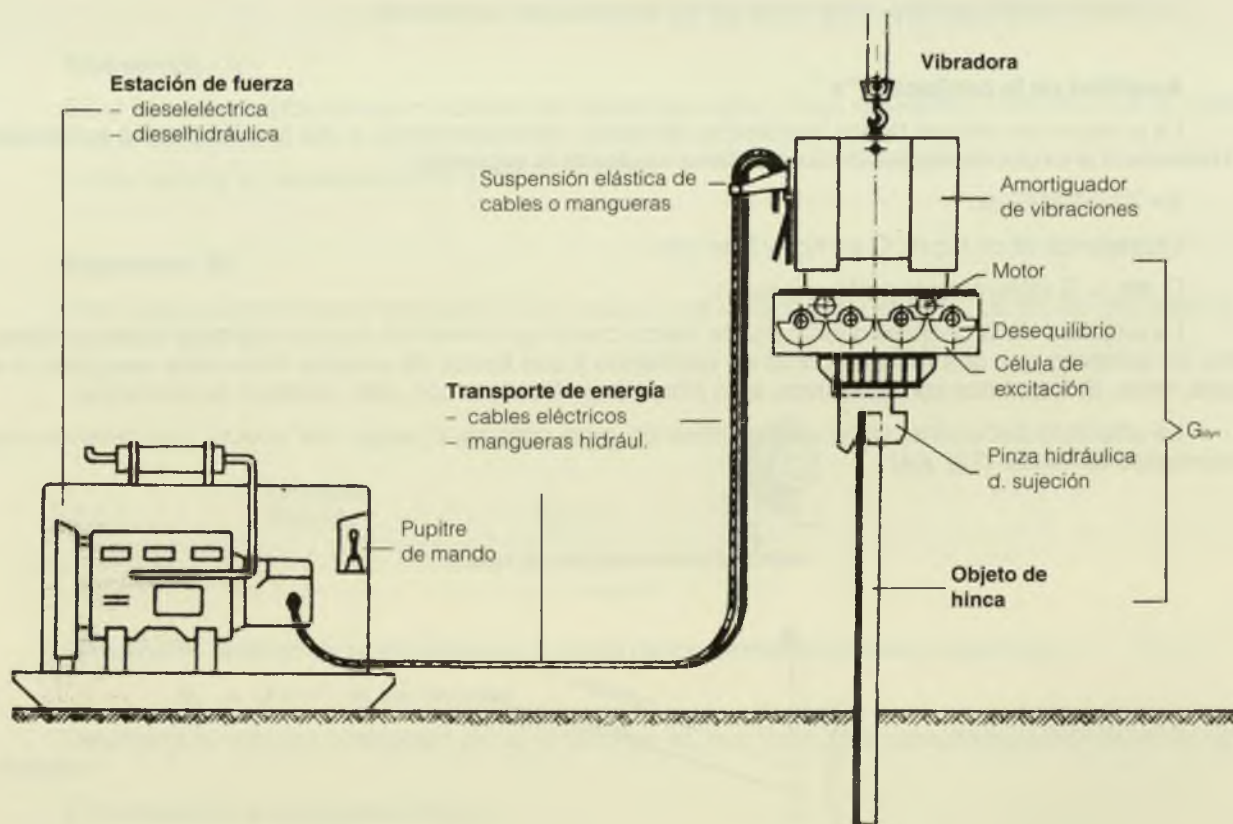 Estación de fuerza
– dieseleléctrica
– dieselhidráulica
Vibradora
Suspensión elástica de
cables o mangueras
Amortiguador
de vibraciones
Motor
Desequilibrio
Célula de
excitación
Transporte de energía
– cables eléctricos
– mangueras hidrául.
Gdyn
Pinza hidráulica
d. sujeción
Pupitre
de mando
Objeto de
hinca